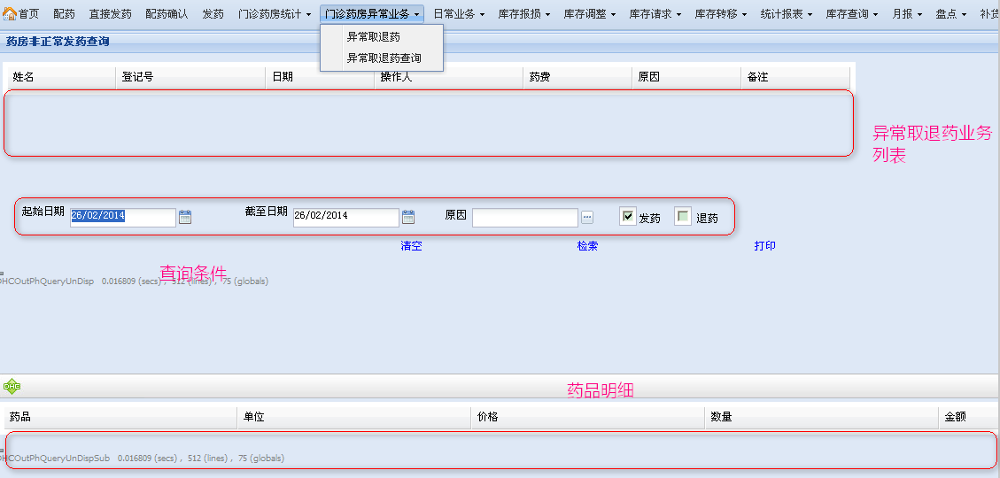 首页 配药 直接发药 配药确认 发药 门诊药房统计 门诊药房异常业务 日常业务 库存报损 库存调整 库存请求 库存转移 统计报表 库存查询 月报 盘点 补货
异常取退药
异常取退药查询
药房非正常发药查询
姓名 登记号 日期 操作人 药费 原因 备注
异常取退药业务
列表
起始日期 26/02/2014 截至日期 26/02/2014 原因 发药 退药
清空 检索 打印
查询条件
DHCOutPhQueryUnDisp 0.016809 (secs) , 512 (lines) , 75 (globals)
DHC
药品明细
药品 单位 价格 数量 金额
DHCOutPhQueryUnDispSub 0.016809 (secs) , 512 (lines) , 75 (globals)